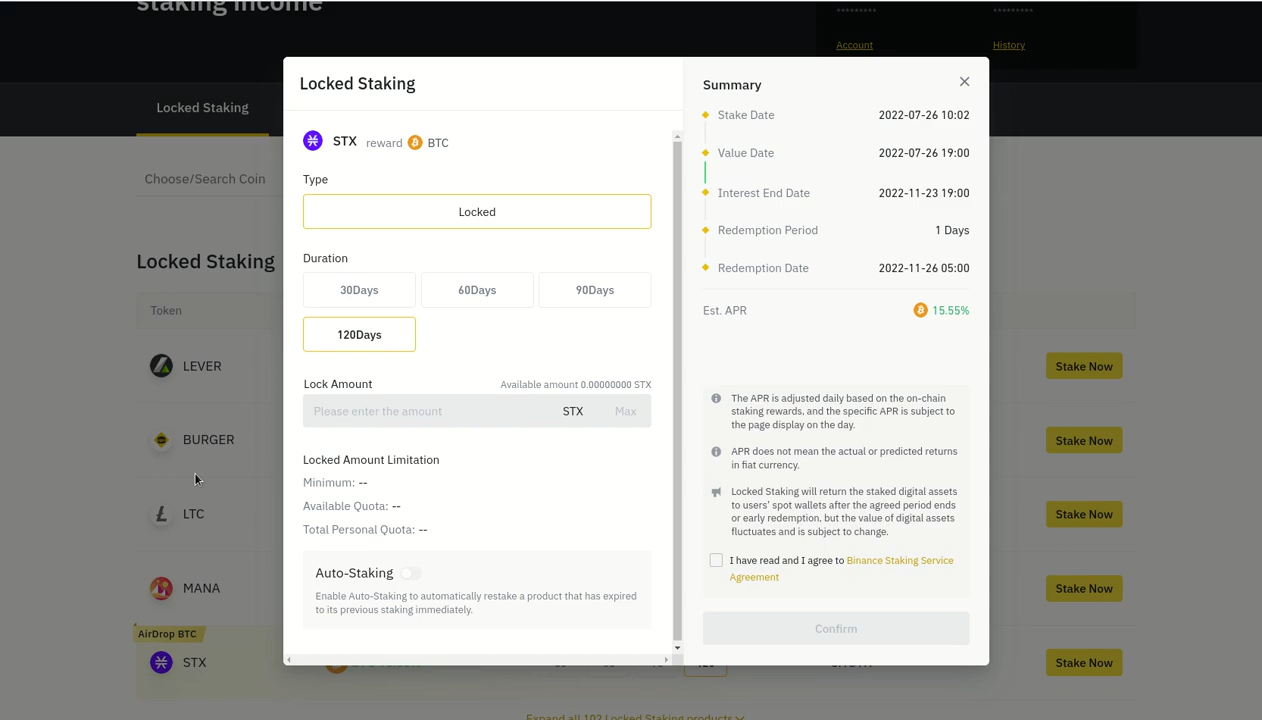 staking income
*********
*********
Account
History
Locked Staking
Choose/Search Coin
Locked Staking
Token
LEVER
Stake Now
BURGER
Stake Now
LTC
Stake Now
MANA
Stake Now
AirDrop BTC
STX
Stake Now
Expand all 102 Locked Staking products
Locked Staking
STX reward BTC
Type
Locked
Duration
30Days
60Days
90Days
120Days
Lock Amount
Available amount 0.00000000 STX
Please enter the amount
STX
Max
Locked Amount Limitation
Minimum: --
Available Quota: --
Total Personal Quota: --
Auto-Staking
Enable Auto-Staking to automatically restake a product that has expired
to its previous staking immediately.
Summary
Stake Date 2022-07-26 10:02
Value Date 2022-07-26 19:00
Interest End Date 2022-11-23 19:00
Redemption Period 1 Days
Redemption Date 2022-11-26 05:00
Est. APR 15.55%
The APR is adjusted daily based on the on-chain
staking rewards, and the specific APR is subject to
the page display on the day.
APR does not mean the actual or predicted returns
in fiat currency.
Locked Staking will return the staked digital assets
to users' spot wallets after the agreed period ends
or early redemption, but the value of digital assets
fluctuates and is subject to change.
I have read and I agree to Binance Staking Service
Agreement
Confirm